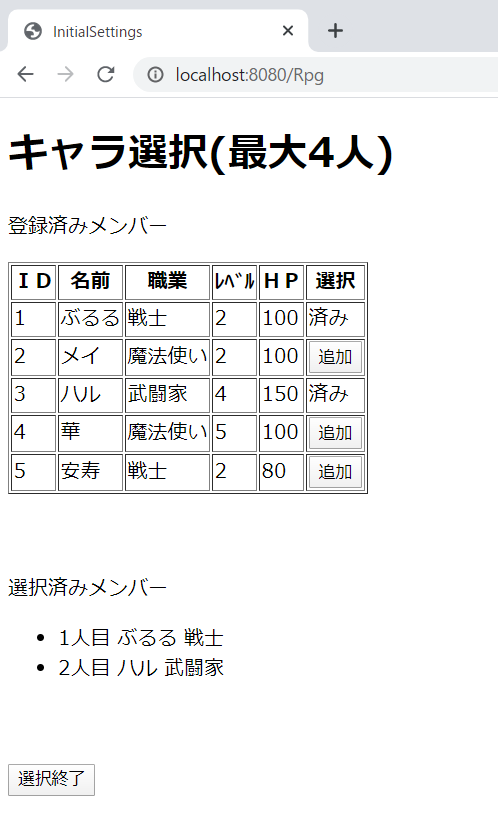 InitialSettings
localhost:8080/Rpg
キャラ選択(最大4人)
登録済みメンバー
ＩＤ 名前 職業 ﾚﾍﾞﾙ ＨＰ 選択
1 ぶるる 戦士 2 100 済み
2 メイ 魔法使い 2 100 追加
3 ハル 武闘家 4 150 済み
4 華 魔法使い 5 100 追加
5 安寿 戦士 2 80 追加
選択済みメンバー
• 1人目 ぶるる 戦士
• 2人目 ハル 武闘家
選択終了